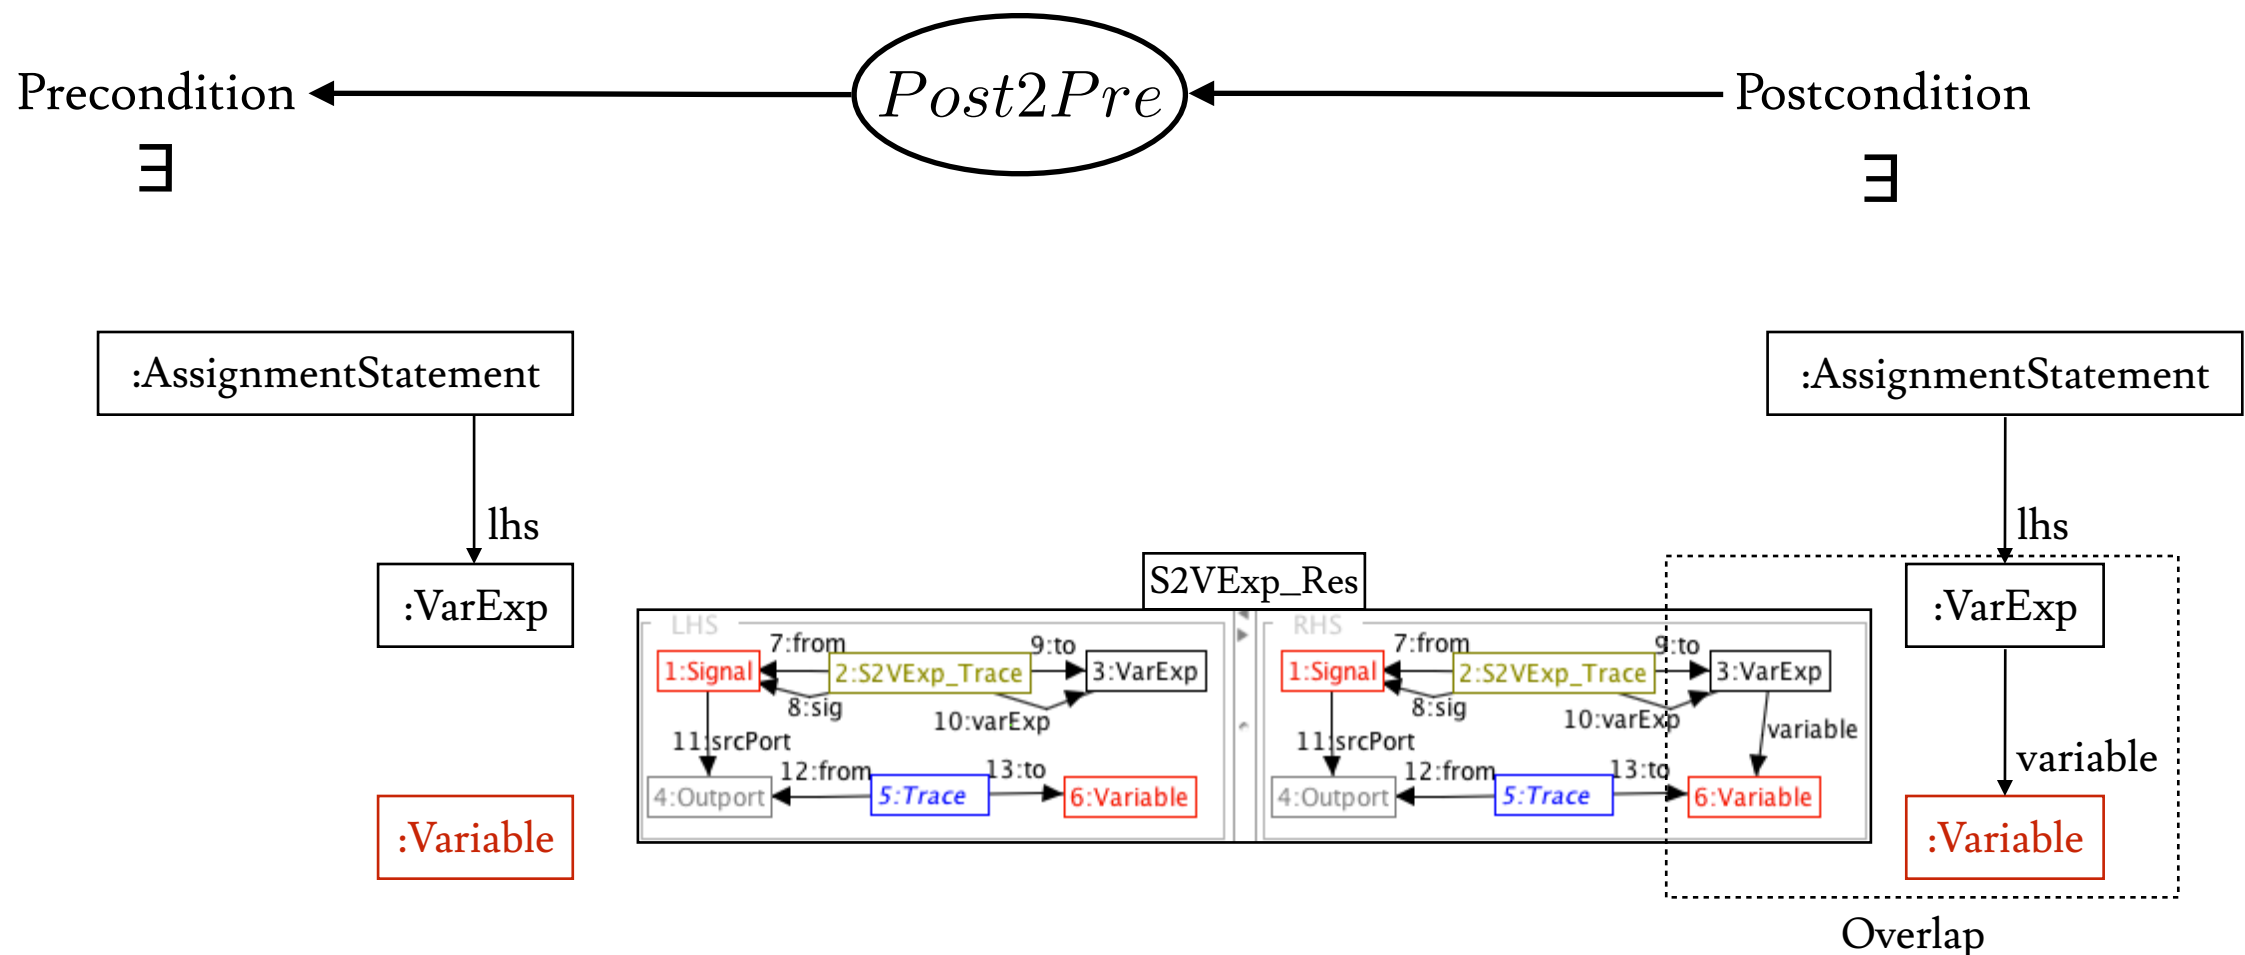 Precondition
Post2Pre
Postcondition
∃
∃
:AssignmentStatement
:AssignmentStatement
lhs
lhs
:VarExp
:VarExp
S2VExp_Res
LHS
7:from
9:to
1:Signal
2:S2VExp_Trace
3:VarExp
8:sig
10:varExp
11:srcPort
12:from
13:to
4:Outport
5:Trace
6:Variable
RHS
7:from
9:to
1:Signal
2:S2VExp_Trace
3:VarExp
8:sig
10:varExp
variable
11:srcPort
12:from
13:to
4:Outport
5:Trace
6:Variable
variable
:Variable
:Variable
Overlap